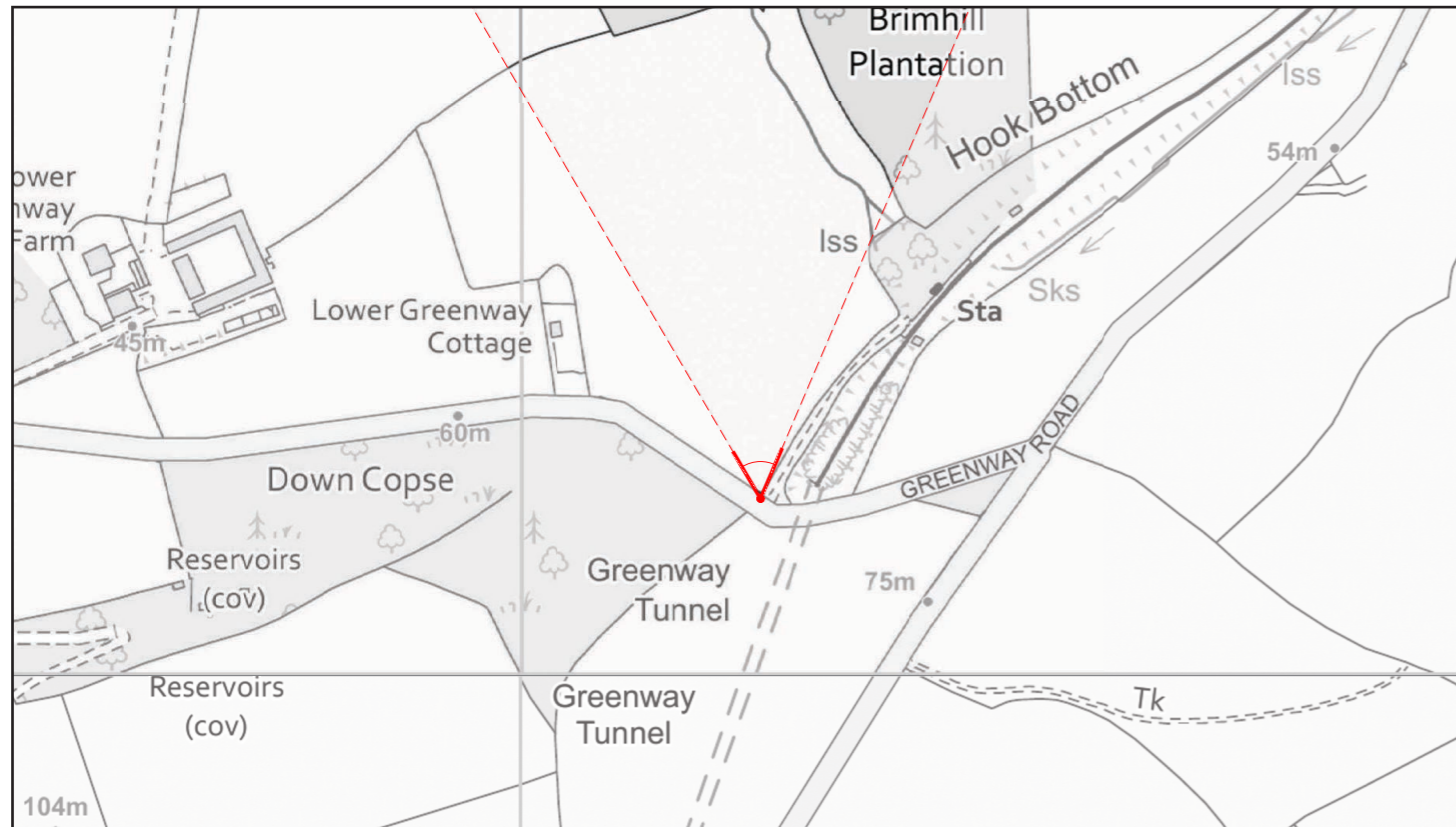 Brimhill
Plantation
Hook Bottom
Iss
54m
ower
nway
Farm
Iss
Sks
Sta
Lower Greenway
Cottage
45m
60m
GREENWAY ROAD
Down Copse
Reservoirs
(cov)
Greenway
Tunnel
75m
Reservoirs
(cov)
Greenway
Tunnel
Tk
104m